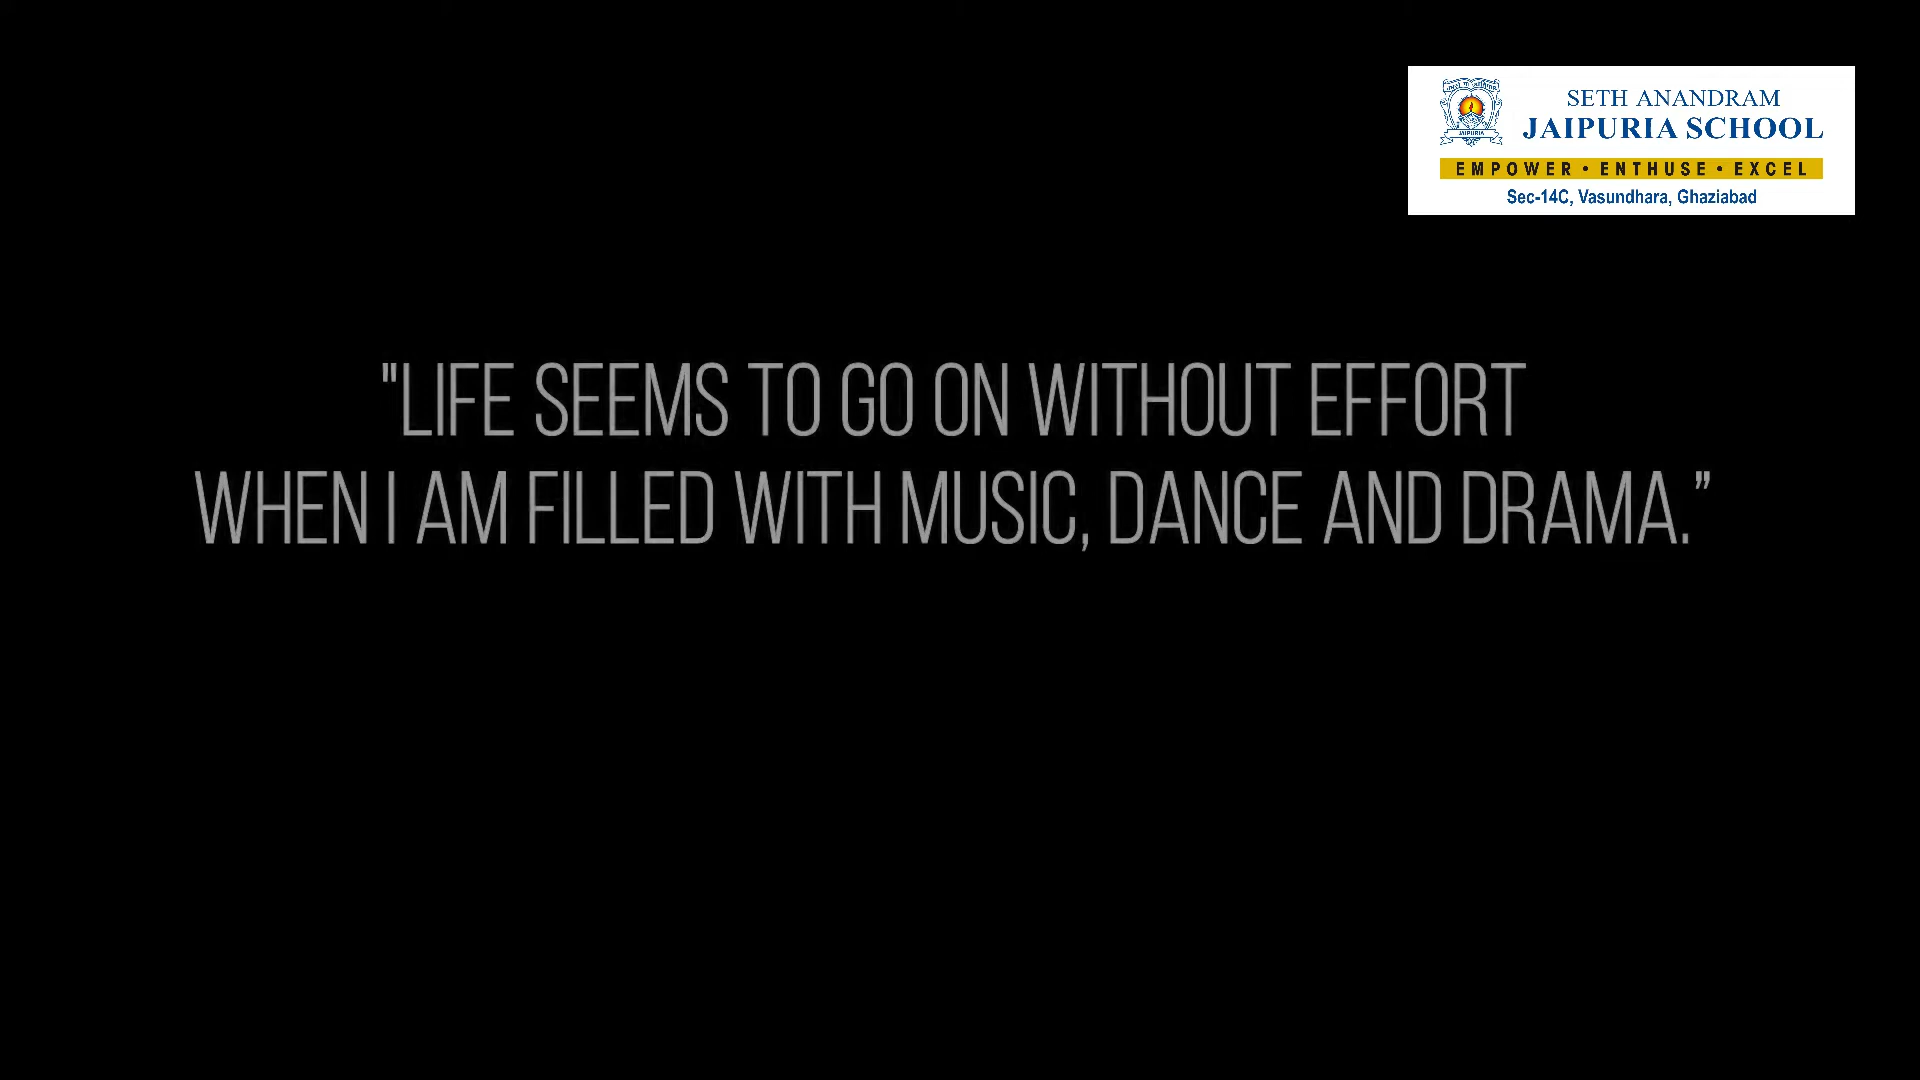 SETH ANANDRAM
JAIPURIA SCHOOL
EMPOWER • ENTHUSE • EXCEL
Sec-14C, Vasundhara, Ghaziabad
JAIPURIA
"LIFE SEEMS TO GO ON WITHOUT EFFORT
WHEN I AM FILLED WITH MUSIC, DANCE AND DRAMA.”